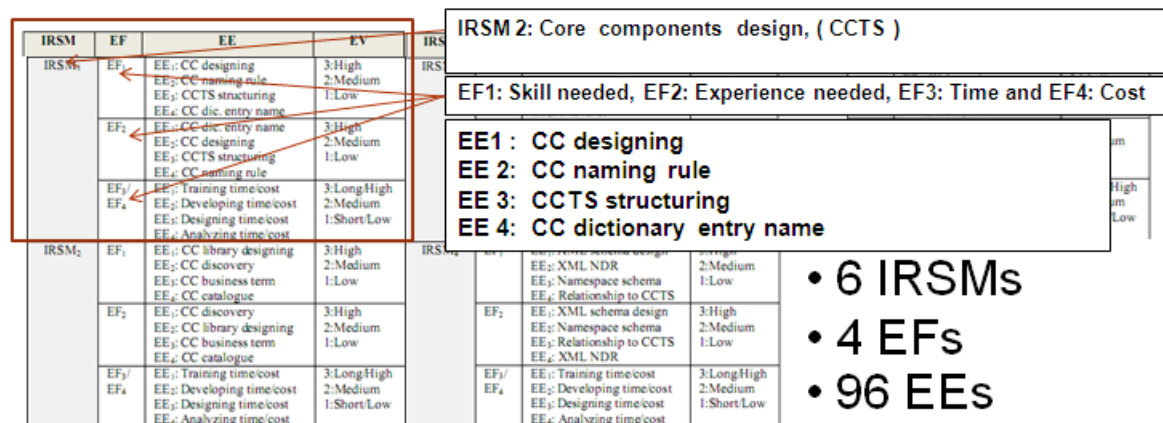 IRSM 2: Core components design, ( CCTS )
EF1: Skill needed, EF2: Experience needed, EF3: Time and EF4: Cost
EE1 : CC designing
EE 2: CC naming rule
EE 3: CCTS structuring
EE 4: CC dictionary entry name
IRSM EF EE EV IRS
IRSM₁ EF₁ EE₁: CC designing 3:High
EE₂: CC naming rule 2:Medium
EE₃: CCTS structuring 1:Low
EE₄: CC dic. entry name
EF₂ EE₁: CC dic. entry name 3:High
EE₂: CC designing 2:Medium
EE₃: CCTS structuring 1:Low
EE₄: CC naming rule
EF₃/ EE₁: Training time/cost 3:Long/High
EF₄ EE₂: Developing time/cost 2:Medium
EE₃: Designing time/cost 1:Short/Low
EE₄: Analyzing time/cost
High
Low
IRSM₂ EF₁ EE₁: CC library designing 3:High
EE₂: CC discovery 2:Medium EE₂: XML NDR 2:Medium
EE₃: CC business term 1:Low EE₃: Namespace schema 1:Low
EE₄: CC catalogue EE₄: Relationship to CCTS
EF₂ EE₁: CC discovery 3:High EF₂ EE₁: XML schema design 3:High
EE₂: CC library designing 2:Medium EE₂: Namespace schema 2:Medium
EE₃: CC business term 1:Low EE₃: Relationship to CCTS 1:Low
EE₄: CC catalogue EE₄: XML NDR
EF₃/ EE₁: Training time/cost 3:Long/High EF₃/ EE₁: Training time/cost 3:Long/High
EF₄ EE₂: Developing time/cost 2:Medium EF₄ EE₂: Developing time/cost 2:Medium
EE₃: Designing time/cost 1:Short/Low EE₃: Designing time/cost 1:Short/Low
EE₄: Analyzing time/cost EE₄: Analyzing time/cost
• 6 IRSMs
• 4 EFs
• 96 EEs